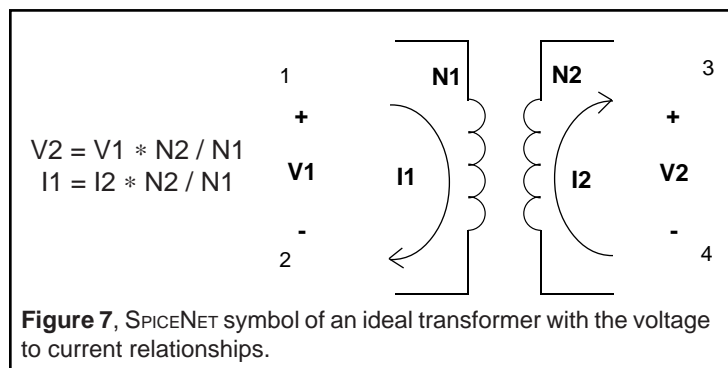 1
N1
N2
3
+
+
V2 = V1 * N2 / N1
V1
I1
I2
V2
I1 = I2 * N2 / N1
-
-
2
4
Figure 7, SPICENET symbol of an ideal transformer with the voltage
to current relationships.